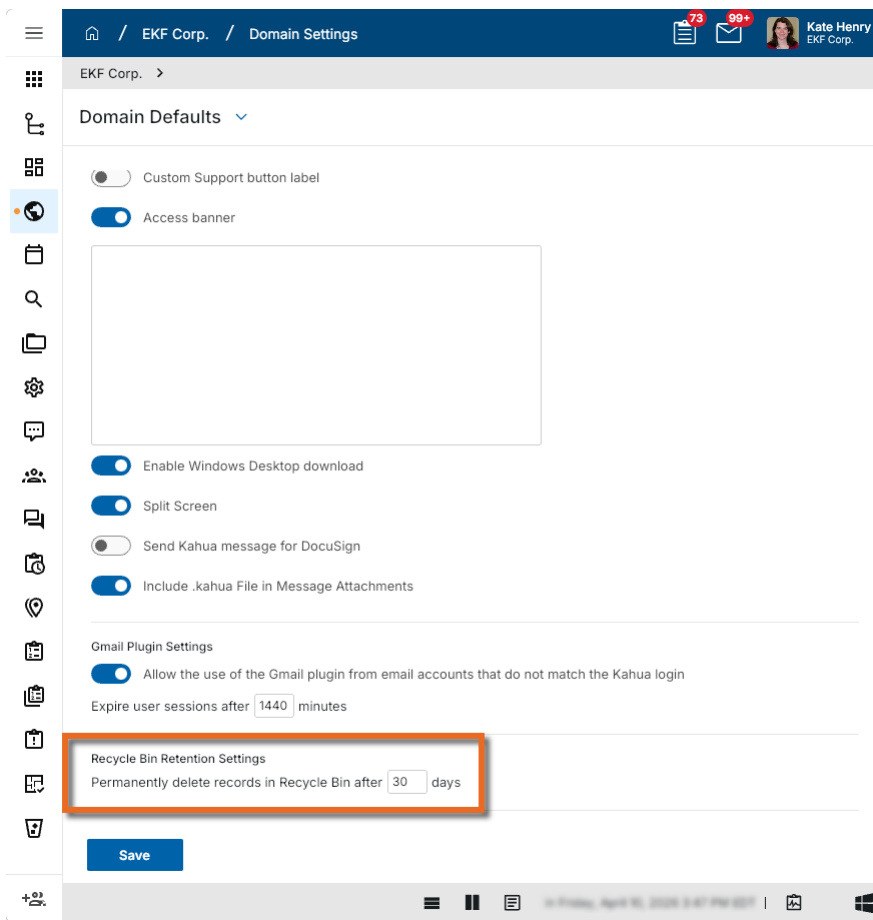 / EKF Corp. / Domain Settings
73
99+
Kate Henry
EKF Corp.
EKF Corp. >
Domain Defaults
Custom Support button label
Access banner
Enable Windows Desktop download
Split Screen
Send Kahua message for DocuSign
Include .kahua File in Message Attachments
Gmail Plugin Settings
Allow the use of the Gmail plugin from email accounts that do not match the Kahua login
Expire user sessions after 1440 minutes
Recycle Bin Retention Settings
Permanently delete records in Recycle Bin after 30 days
Save